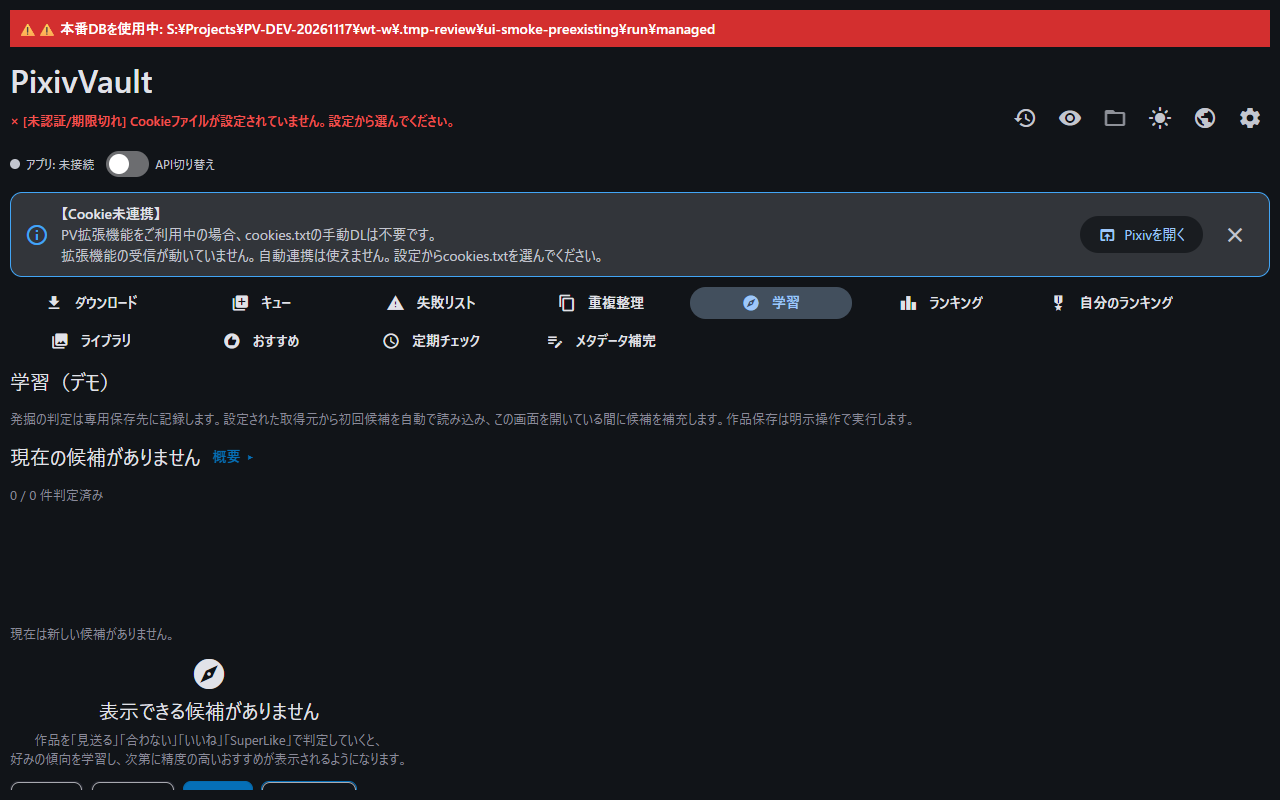 本番DBを使用中: S:¥Projects¥PV-DEV-20261117¥wt-w¥.tmp-review¥ui-smoke-preexisting¥run¥managed
PixivVault
× [未認証/期限切れ] Cookieファイルが設定されていません。設定から選んでください。
アプリ: 未接続 API切り替え
【Cookie未連携】
PV拡張機能をご利用中の場合、cookies.txtの手動DLは不要です。
拡張機能の受信が動いていません。自動連携は使えません。設定からcookies.txtを選んでください。
Pixivを開く
ダウンロード キュー 失敗リスト 重複整理 学習 ランキング 自分のランキング
ライブラリ おすすめ 定期チェック メタデータ補完
学習（デモ）
発掘の判定は専用保存先に記録します。設定された取得元から初回候補を自動で読み込み、この画面を開いている間に候補を補充します。作品保存は明示操作で実行します。
現在の候補がありません 概要 ▸
0 / 0 件判定済み
現在は新しい候補がありません。
表示できる候補がありません
作品を「見送る」「合わない」「いいね」「SuperLike」で判定していくと、
好みの傾向を学習し、次第に精度の高いおすすめが表示されるようになります。